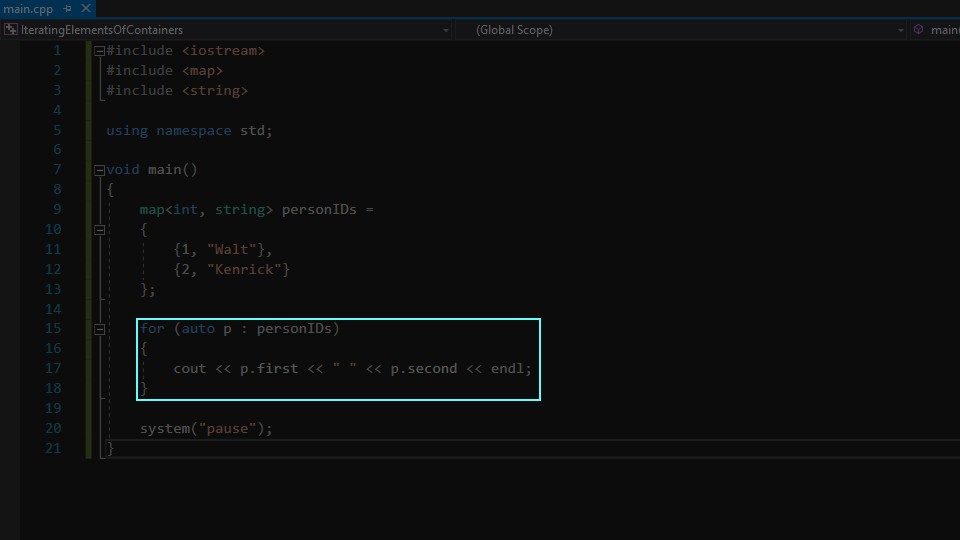 main.cpp
IteratingElementsOfContainers (Global Scope) main
1 #include <iostream>
2 #include <map>
3 #include <string>
4
5 using namespace std;
6
7 void main()
8 {
9 map<int, string> personIDs =
10 {
11 {1, "Walt"},
12 {2, "Kenrick"}
13 };
14
15 for (auto p : personIDs)
16 {
17 cout << p.first << " " << p.second << endl;
18 }
19
20 system("pause");
21 }